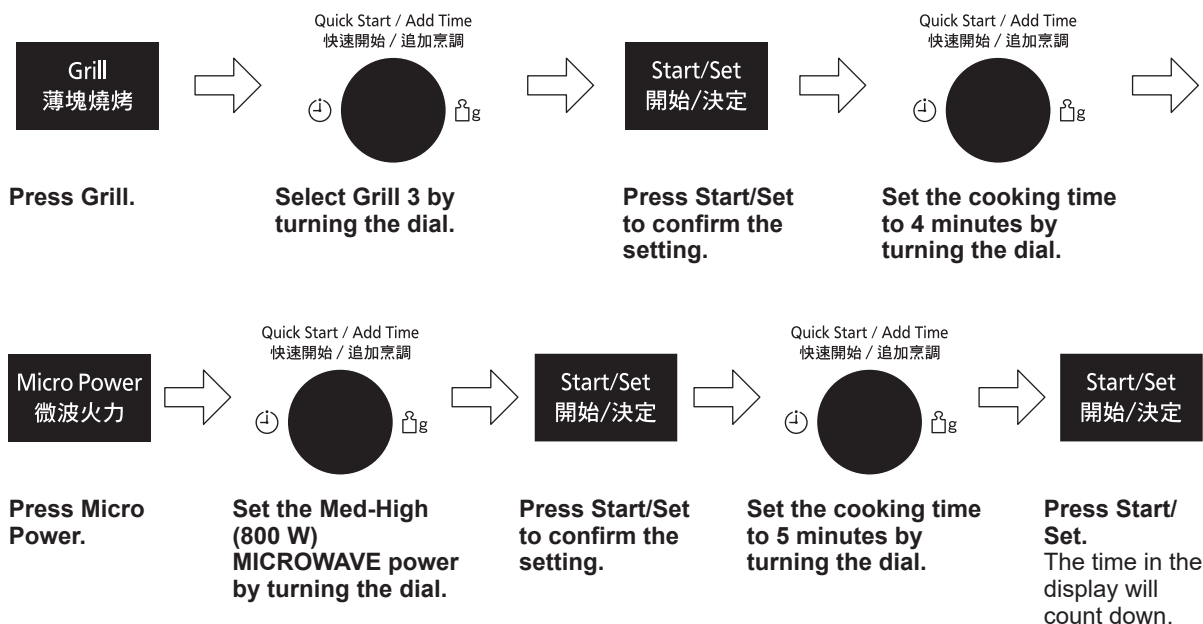 Quick Start / Add Time
快速開始 / 追加烹調
Quick Start / Add Time
快速開始 / 追加烹調
Grill
薄塊燒烤
g
Start/Set
開始/決定
g
Press Grill.
Select Grill 3 by
turning the dial.
Press Start/Set
to confirm the
setting.
Set the cooking time
to 4 minutes by
turning the dial.
Quick Start / Add Time
快速開始 / 追加烹調
Quick Start / Add Time
快速開始 / 追加烹調
Micro Power
微波火力
g
Start/Set
開始/決定
g
Start/Set
開始/決定
Press Micro
Power.
Set the Med-High
(800 W)
MICROWAVE power
by turning the dial.
Press Start/Set
to confirm the
setting.
Set the cooking time
to 5 minutes by
turning the dial.
Press Start/
Set.
The time in the
display will
count down.